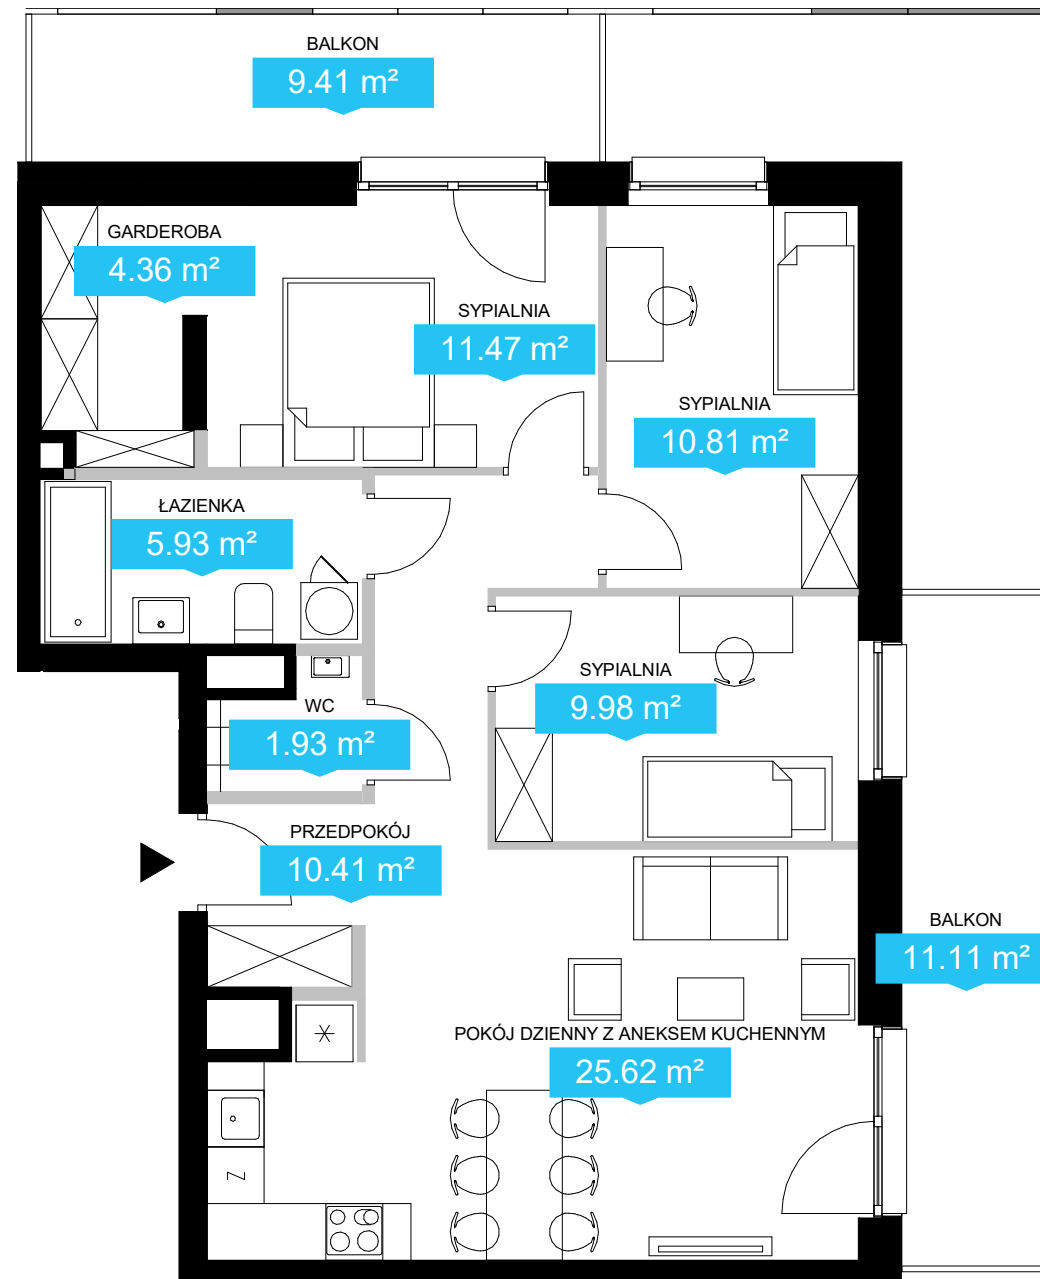 BALKON
9.41 m²
GARDEROBA
4.36 m²
SYPIALNIA
11.47 m²
SYPIALNIA
10.81 m²
ŁAZIENKA
5.93 m²
SYPIALNIA
9.98 m²
WC
1.93 m²
PRZEDPOKÓJ
10.41 m²
BALKON
11.11 m²
POKÓJ DZIENNY Z ANEKSEM KUCHENNYM
25.62 m²
Z